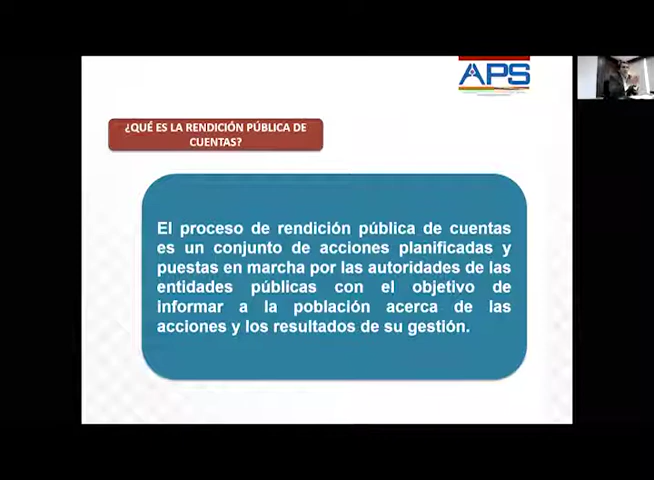 APS
¿QUÉ ES LA RENDICIÓN PÚBLICA DE
CUENTAS?
El proceso de rendición pública de cuentas
es un conjunto de acciones planificadas y
puestas en marcha por las autoridades de las
entidades públicas con el objetivo de
informar a la población acerca de las
acciones y los resultados de su gestión.